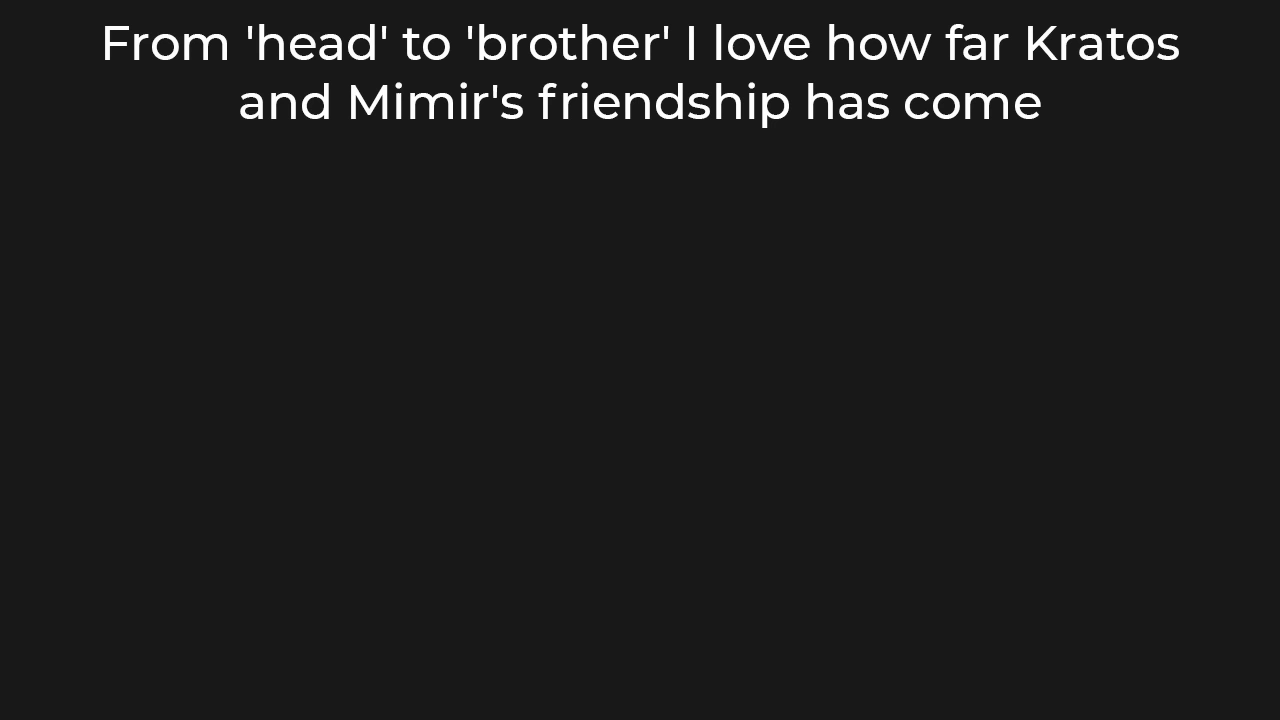 From 'head' to 'brother' I love how far Kratos
and Mimir's friendship has come